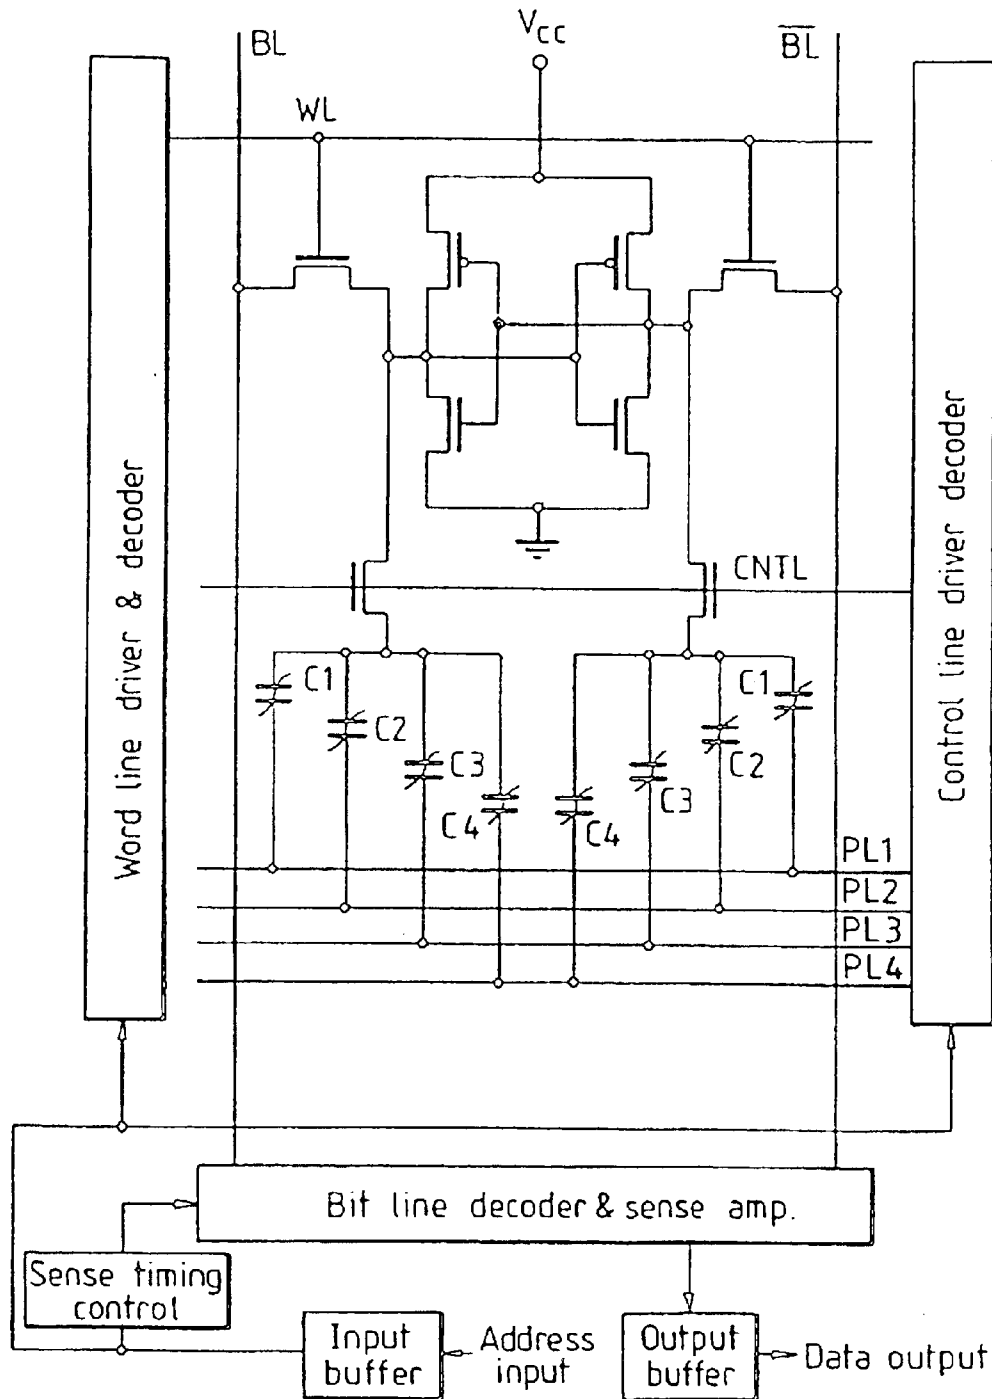 BL
V_CC
B̅L̅
WL
Word line driver & decoder
Control line driver decoder
CNTL
C1
C2
C3
C4
C1
C2
C3
C4
PL1
PL2
PL3
PL4
Bit line decoder & sense amp.
Sense timing
control
Input
buffer
Address
input
Output
buffer
Data output